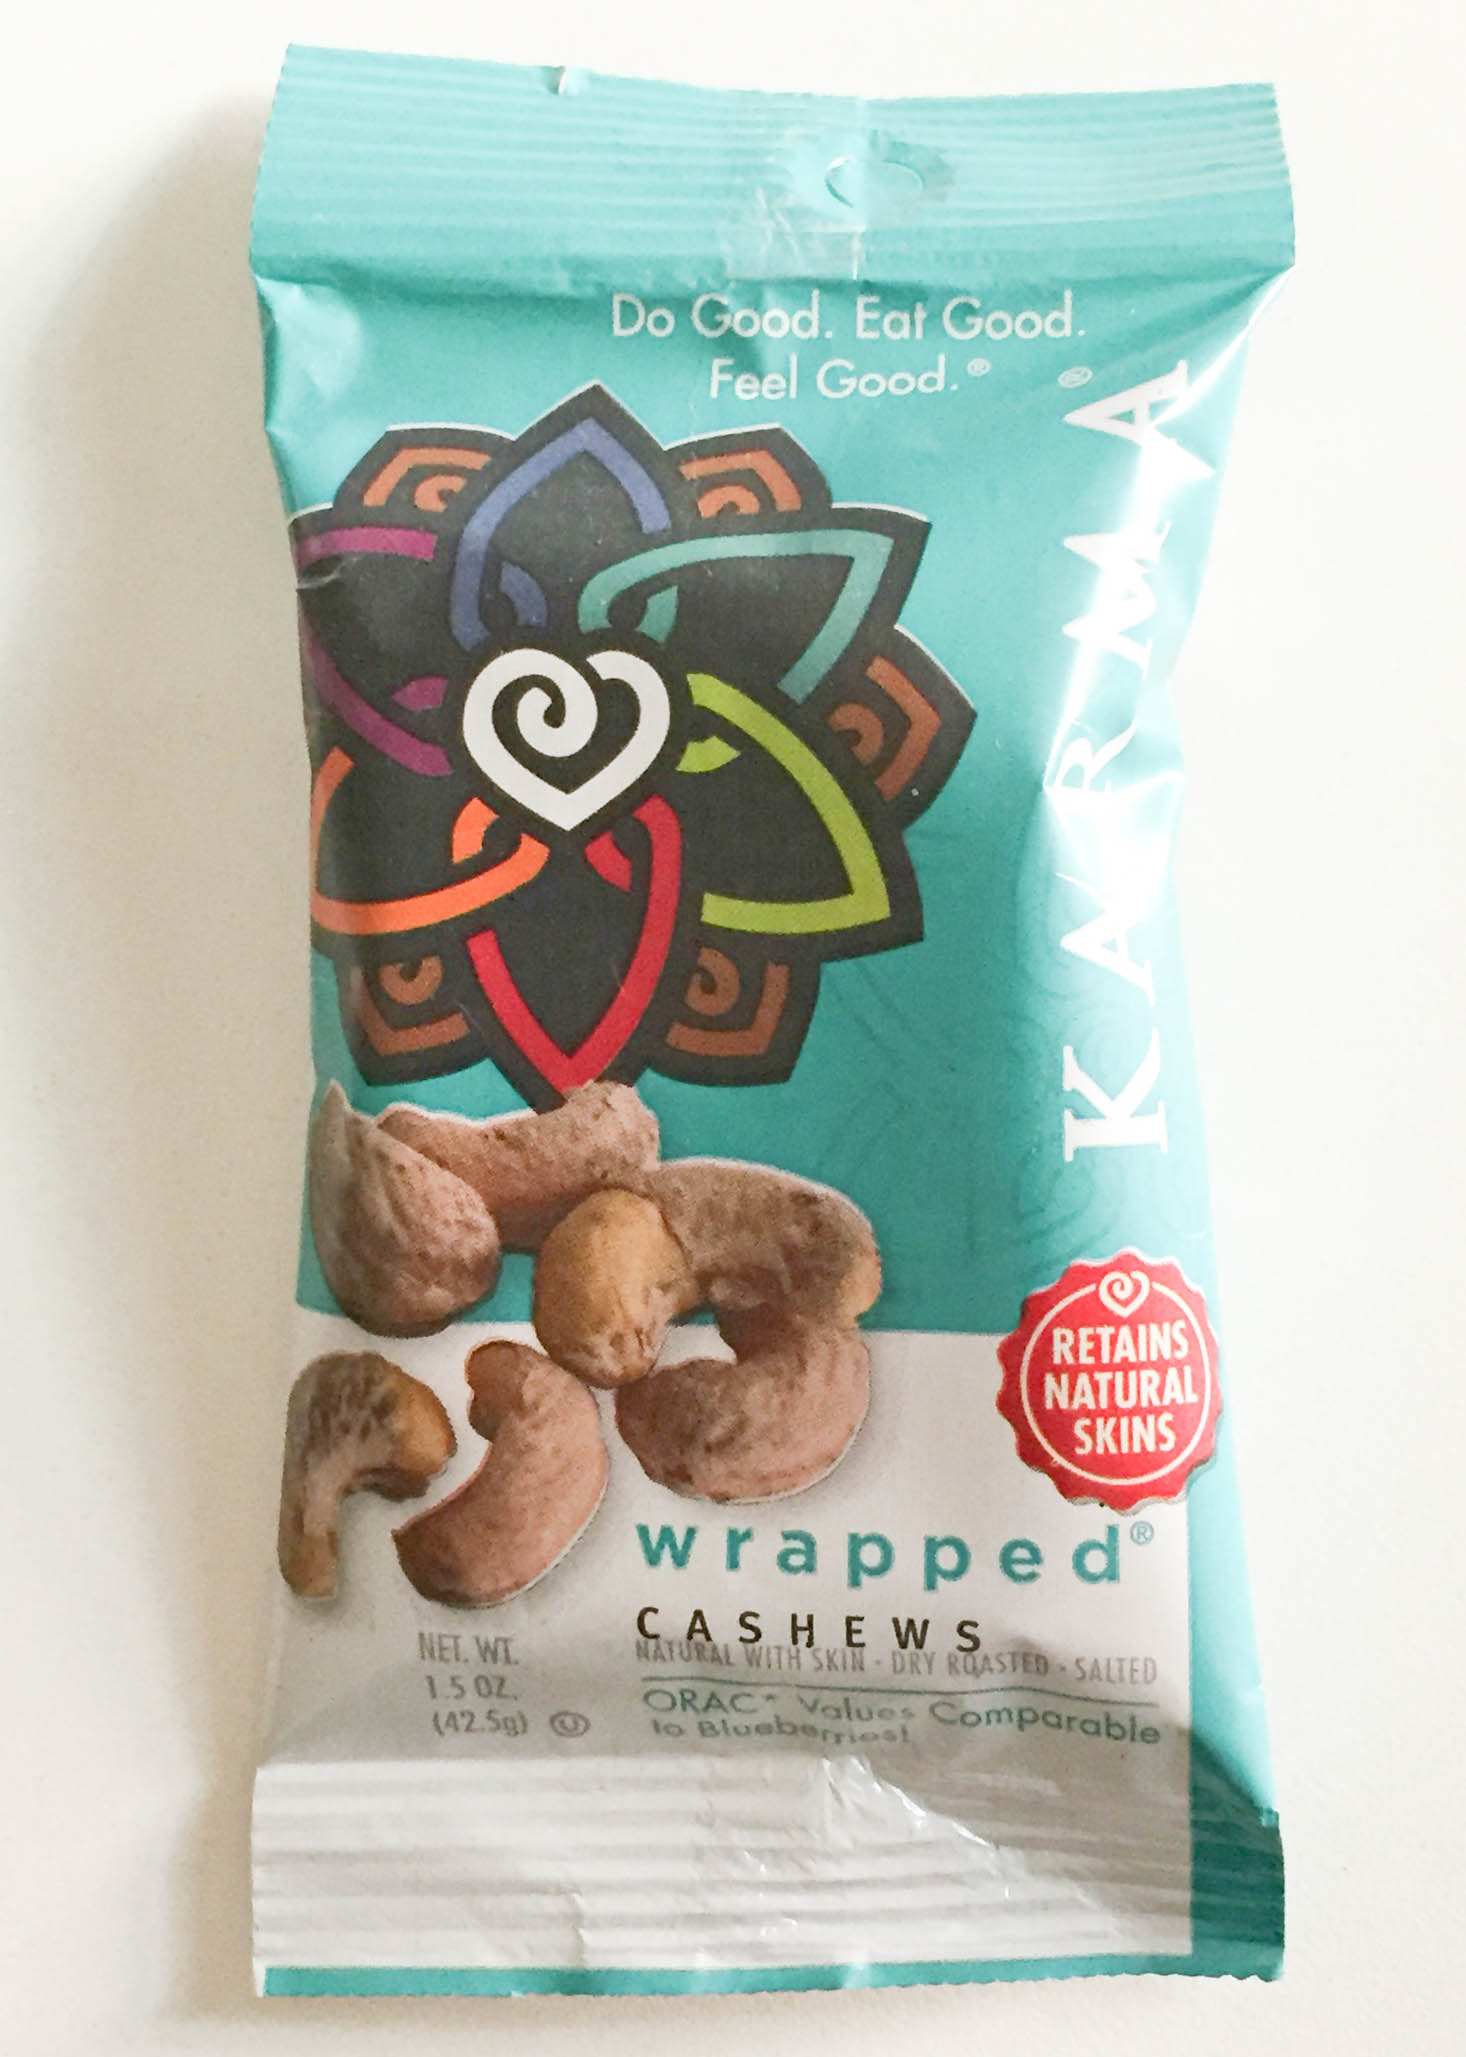 Do Good. Eat Good.
Feel Good.®
KARMA®
RETAINS
NATURAL
SKINS
wrapped®
CASHEWS
NATURAL WITH SKIN - DRY ROASTED - SALTED
ORAC** Values Comparable
to Blueberries!
NET. WT.
1.5 OZ.
(42.5g) U